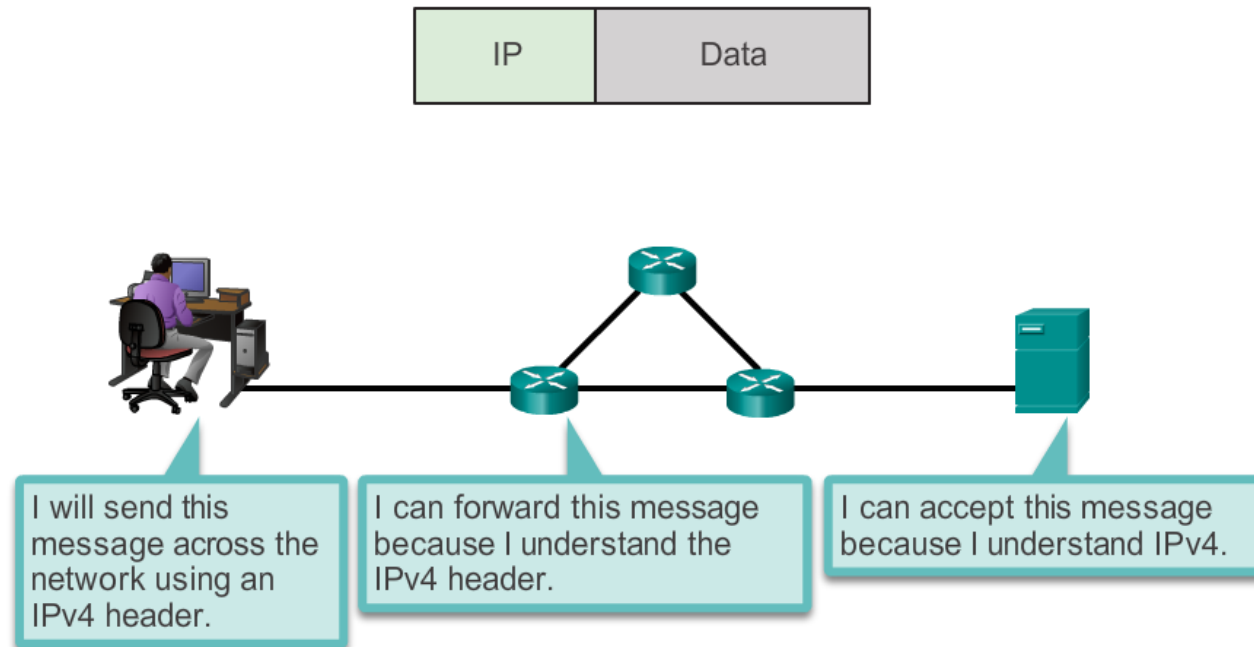 IP
Data
I will send this
message across the
network using an
IPv4 header.
I can forward this message
because I understand the
IPv4 header.
I can accept this message
because I understand IPv4.